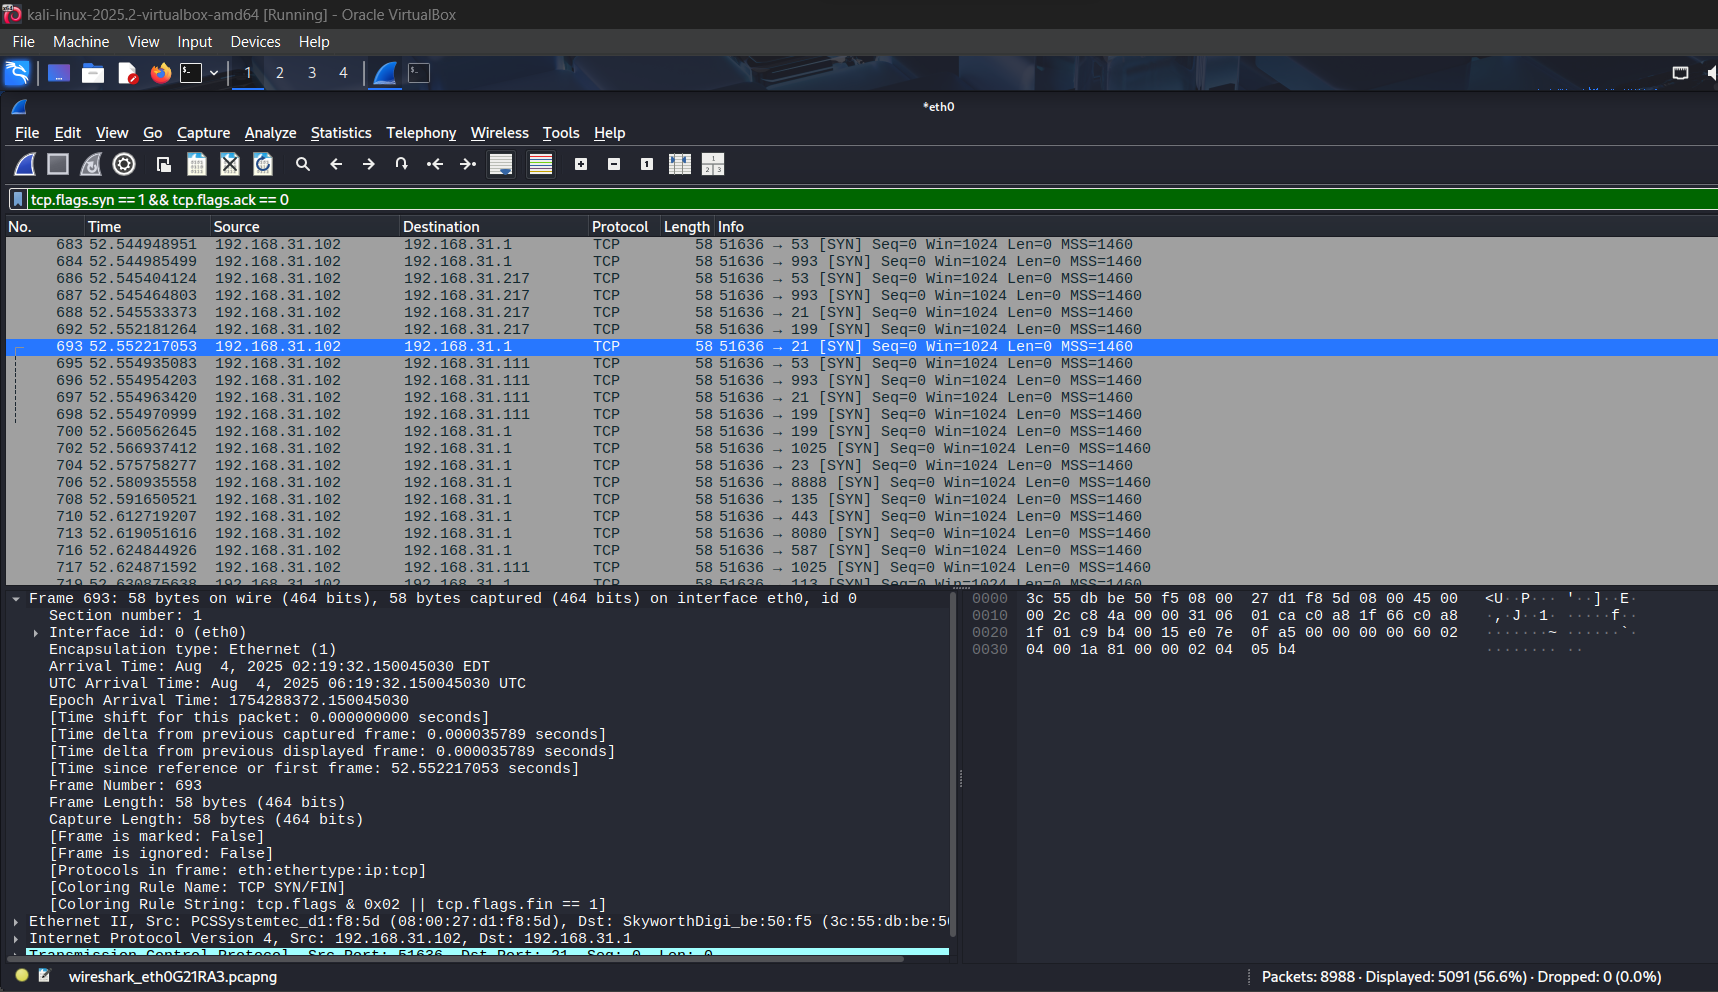 kali-linux-2025.2-virtualbox-amd64 [Running] - Oracle VirtualBox
File Machine View Input Devices Help
1 2 3 4
*eth0
File Edit View Go Capture Analyze Statistics Telephony Wireless Tools Help
tcp.flags.syn == 1 && tcp.flags.ack == 0
No. Time Source Destination Protocol Length Info
683 52.544948951 192.168.31.102 192.168.31.1 TCP 58 51636 → 53 [SYN] Seq=0 Win=1024 Len=0 MSS=1460
684 52.544985499 192.168.31.102 192.168.31.1 TCP 58 51636 → 993 [SYN] Seq=0 Win=1024 Len=0 MSS=1460
686 52.545404124 192.168.31.102 192.168.31.217 TCP 58 51636 → 53 [SYN] Seq=0 Win=1024 Len=0 MSS=1460
687 52.545464803 192.168.31.102 192.168.31.217 TCP 58 51636 → 993 [SYN] Seq=0 Win=1024 Len=0 MSS=1460
688 52.545533373 192.168.31.102 192.168.31.217 TCP 58 51636 → 21 [SYN] Seq=0 Win=1024 Len=0 MSS=1460
692 52.552181264 192.168.31.102 192.168.31.217 TCP 58 51636 → 199 [SYN] Seq=0 Win=1024 Len=0 MSS=1460
693 52.552217053 192.168.31.102 192.168.31.1 TCP 58 51636 → 21 [SYN] Seq=0 Win=1024 Len=0 MSS=1460
695 52.554935083 192.168.31.102 192.168.31.111 TCP 58 51636 → 53 [SYN] Seq=0 Win=1024 Len=0 MSS=1460
696 52.554954203 192.168.31.102 192.168.31.111 TCP 58 51636 → 993 [SYN] Seq=0 Win=1024 Len=0 MSS=1460
697 52.554963420 192.168.31.102 192.168.31.111 TCP 58 51636 → 21 [SYN] Seq=0 Win=1024 Len=0 MSS=1460
698 52.554970999 192.168.31.102 192.168.31.111 TCP 58 51636 → 199 [SYN] Seq=0 Win=1024 Len=0 MSS=1460
700 52.560562645 192.168.31.102 192.168.31.1 TCP 58 51636 → 199 [SYN] Seq=0 Win=1024 Len=0 MSS=1460
702 52.566937412 192.168.31.102 192.168.31.1 TCP 58 51636 → 1025 [SYN] Seq=0 Win=1024 Len=0 MSS=1460
704 52.575758277 192.168.31.102 192.168.31.1 TCP 58 51636 → 23 [SYN] Seq=0 Win=1024 Len=0 MSS=1460
706 52.580935558 192.168.31.102 192.168.31.1 TCP 58 51636 → 8888 [SYN] Seq=0 Win=1024 Len=0 MSS=1460
708 52.591650521 192.168.31.102 192.168.31.1 TCP 58 51636 → 135 [SYN] Seq=0 Win=1024 Len=0 MSS=1460
710 52.612719207 192.168.31.102 192.168.31.1 TCP 58 51636 → 443 [SYN] Seq=0 Win=1024 Len=0 MSS=1460
713 52.619051616 192.168.31.102 192.168.31.1 TCP 58 51636 → 8080 [SYN] Seq=0 Win=1024 Len=0 MSS=1460
716 52.624844926 192.168.31.102 192.168.31.1 TCP 58 51636 → 587 [SYN] Seq=0 Win=1024 Len=0 MSS=1460
717 52.624871592 192.168.31.102 192.168.31.111 TCP 58 51636 → 1025 [SYN] Seq=0 Win=1024 Len=0 MSS=1460
719 52.630875638 192.168.31.102 192.168.31.1 TCP 58 51636 → 113 [SYN] Seq=0 Win=1024 Len=0 MSS=1460
Frame 693: 58 bytes on wire (464 bits), 58 bytes captured (464 bits) on interface eth0, id 0
Section number: 1
Interface id: 0 (eth0)
Encapsulation type: Ethernet (1)
Arrival Time: Aug  4, 2025 02:19:32.150045030 EDT
UTC Arrival Time: Aug  4, 2025 06:19:32.150045030 UTC
Epoch Arrival Time: 1754288372.150045030
[Time shift for this packet: 0.000000000 seconds]
[Time delta from previous captured frame: 0.000035789 seconds]
[Time delta from previous displayed frame: 0.000035789 seconds]
[Time since reference or first frame: 52.552217053 seconds]
Frame Number: 693
Frame Length: 58 bytes (464 bits)
Capture Length: 58 bytes (464 bits)
[Frame is marked: False]
[Frame is ignored: False]
[Protocols in frame: eth:ethertype:ip:tcp]
[Coloring Rule Name: TCP SYN/FIN]
[Coloring Rule String: tcp.flags & 0x02 || tcp.flags.fin == 1]
Ethernet II, Src: PCSSystemtec_d1:f8:5d (08:00:27:d1:f8:5d), Dst: SkyworthDigi_be:50:f5 (3c:55:db:be:5
Internet Protocol Version 4, Src: 192.168.31.102, Dst: 192.168.31.1
Transmission Control Protocol, Src Port: 51636, Dst Port: 21, Seq: 0, Len: 0
0000 3c 55 db be 50 f5 08 00 27 d1 f8 5d 08 00 45 00 <U··P··· '··]··E·
0010 00 2c c8 4a 00 00 31 06 01 ca c0 a8 1f 66 c0 a8 ·,·J··1· ·····f··
0020 1f 01 c9 b4 00 15 e0 7e 0f a5 00 00 00 00 60 02 ·······~ ······`·
0030 04 00 1a 81 00 00 02 04 05 b4 ········ ··
wireshark_eth0G21RA3.pcapng
Packets: 8988 · Displayed: 5091 (56.6%) · Dropped: 0 (0.0%)